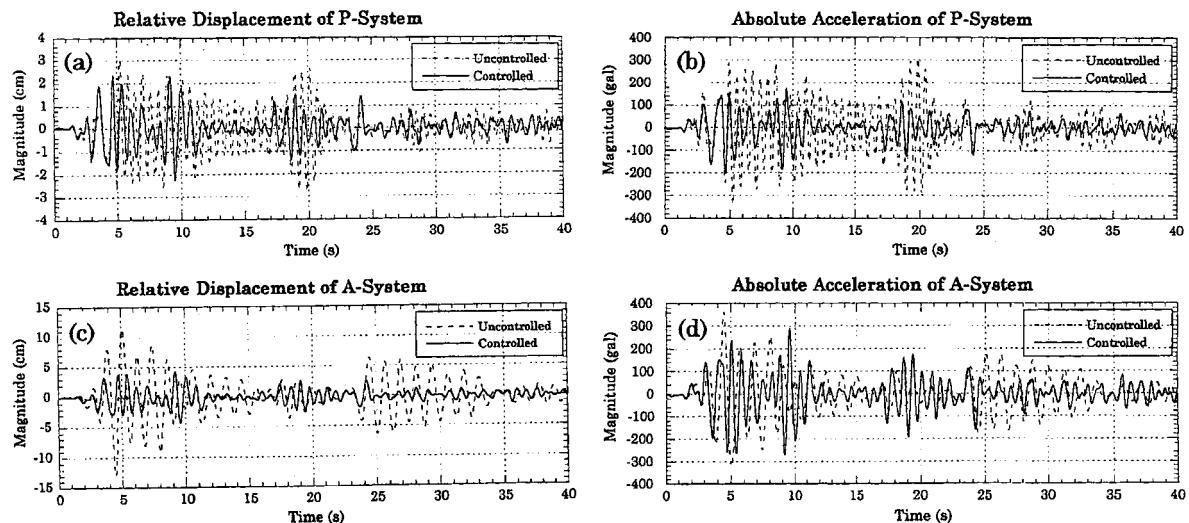 Relative Displacement of P-System
(a)
Uncontrolled
Controlled
Magnitude (cm)
4
3
2
1
0
-1
-2
-3
-4
0 5 10 15 20 25 30 35 40
Time (s)
Absolute Acceleration of P-System
(b)
Uncontrolled
Controlled
Magnitude (gal)
400
300
200
100
0
-100
-200
-300
-400
0 5 10 15 20 25 30 35 40
Time (s)
Relative Displacement of A-System
(c)
Uncontrolled
Controlled
Magnitude (cm)
15
10
5
0
-5
-10
-15
0 5 10 15 20 25 30 35 40
Time (s)
Absolute Acceleration of A-System
(d)
Uncontrolled
Controlled
Magnitude (gal)
400
300
200
100
0
-100
-200
-300
-400
0 5 10 15 20 25 30 35 40
Time (s)